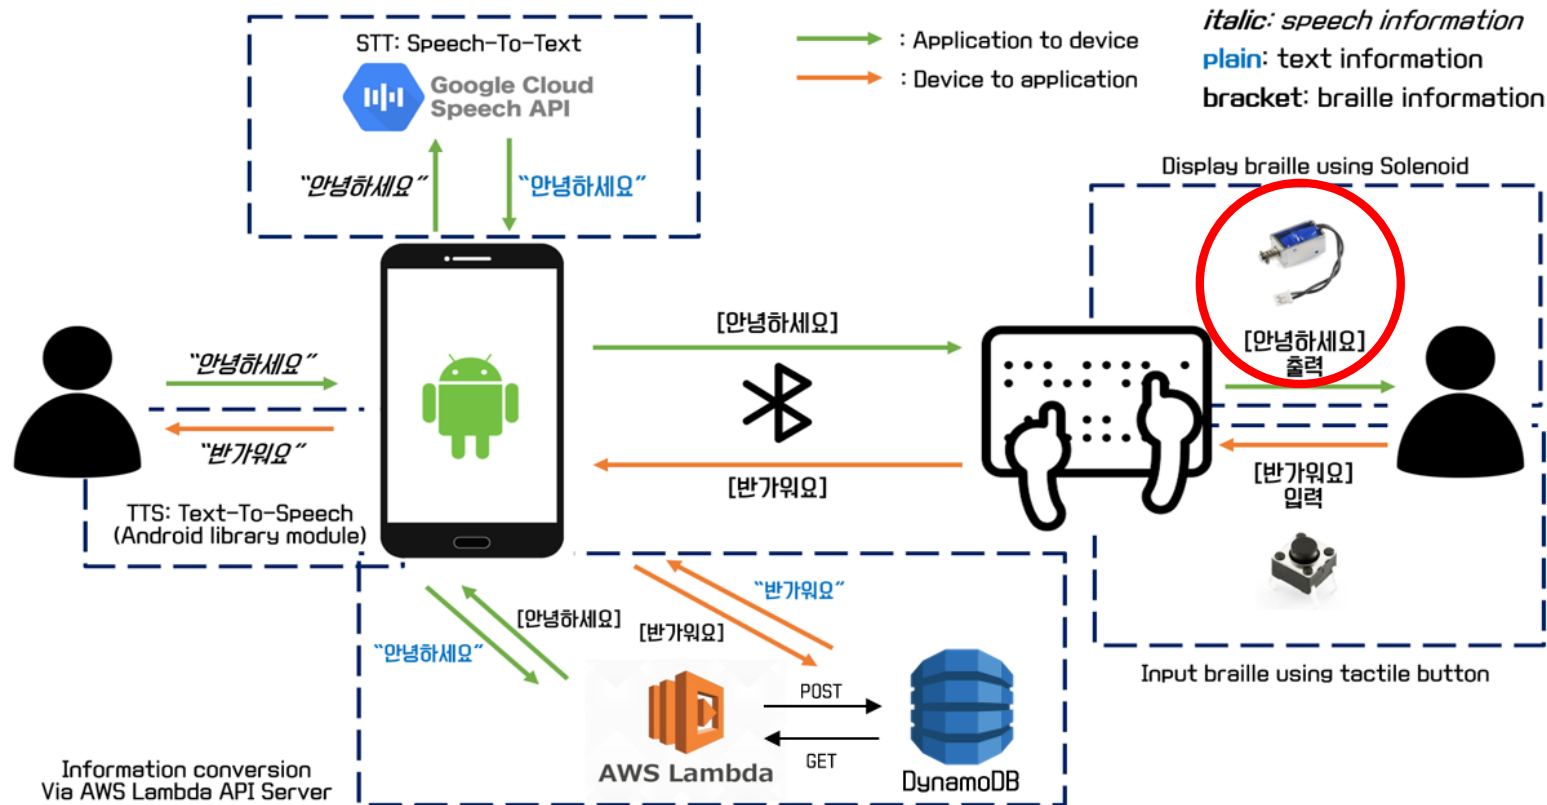 STT: Speech-To-Text
Google Cloud
Speech API
“안녕하세요”
“안녕하세요”
: Application to device
: Device to application
italic: speech information
plain: text information
bracket: braille information
Display braille using Solenoid
[안녕하세요]
출력
“안녕하세요”
“반가워요”
[안녕하세요]
[반가워요]
[반가워요]
입력
TTS: Text-To-Speech
(Android library module)
“안녕하세요”
[안녕하세요]
[반가워요]
“반가워요”
Input braille using tactile button
AWS Lambda
POST
GET
DynamoDB
Information conversion
Via AWS Lambda API Server